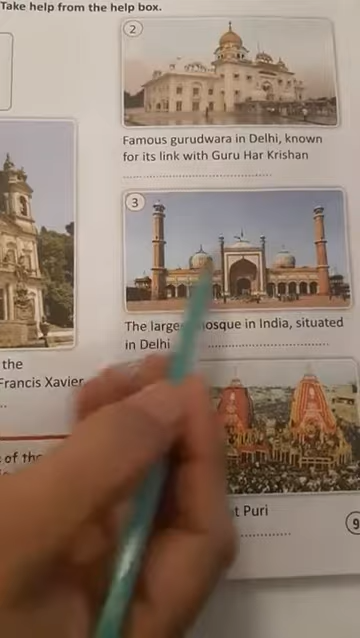 Take help from the help box.
2
Famous gurudwara in Delhi, known
for its link with Guru Har Krishan
3
The large mosque in India, situated
in Delhi
the
Francis Xavier
of the
t Puri
9